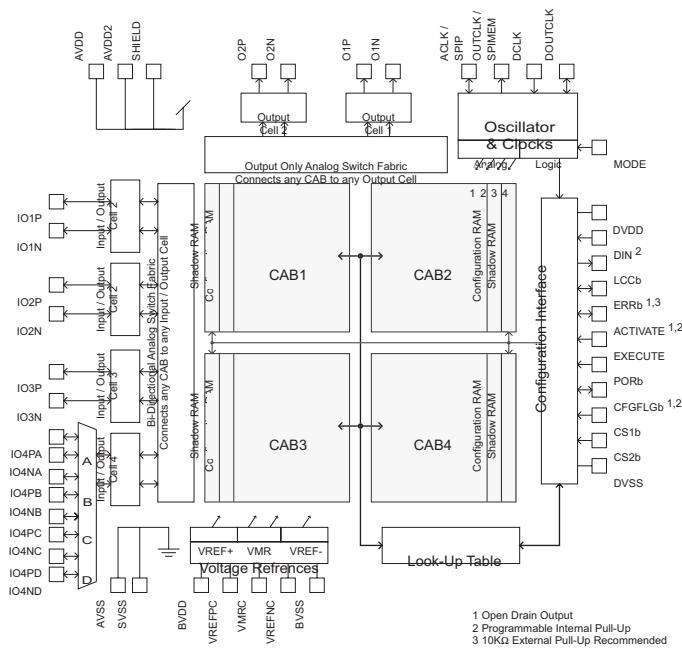 AVDD
AVDD2
SHIELD
O2P
O2N
O1P
O1N
ACLK /
SPIP
OUTCLK /
SPIMEM
DCLK
DOUTCLK
Output
Cell 2
Output
Cell 1
Oscillator
& Clocks
Analog
Logic
MODE
Output Only Analog Switch Fabric
Connects any CAB to any Output Cell
1 2 3 4
IO1P
IO1N
IO2P
IO2N
IO3P
IO3N
IO4PA
IO4NA
IO4PB
IO4NB
IO4PC
IO4NC
IO4PD
IO4ND
A
B
C
D
Input / Output
Cell 2
Input / Output
Cell 2
Input / Output
Cell 3
Input / Output
Cell 4
Bi-Directional Analog Switch Fabric
Connects any CAB to any Input / Output Cell
Shadow RAM
CAB1
CAB2
Configuration RAM
Shadow RAM
Shadow RAM
CAB3
CAB4
Configuration RAM
Shadow RAM
Configuration Interface
DVDD
DIN 2
LCCb
ERRb 1,3
ACTIVATE 1,2
EXECUTE
PORb
CFGFLGb 1,2
CS1b
CS2b
DVSS
VREF+
VMR
VREF-
Voltage Refrences
Look-Up Table
AVSS
SVSS
BVDD
VREFPC
VMRC
VREFNC
BVSS
1 Open Drain Output
2 Programmable Internal Pull-Up
3 10KΩ External Pull-Up Recommended